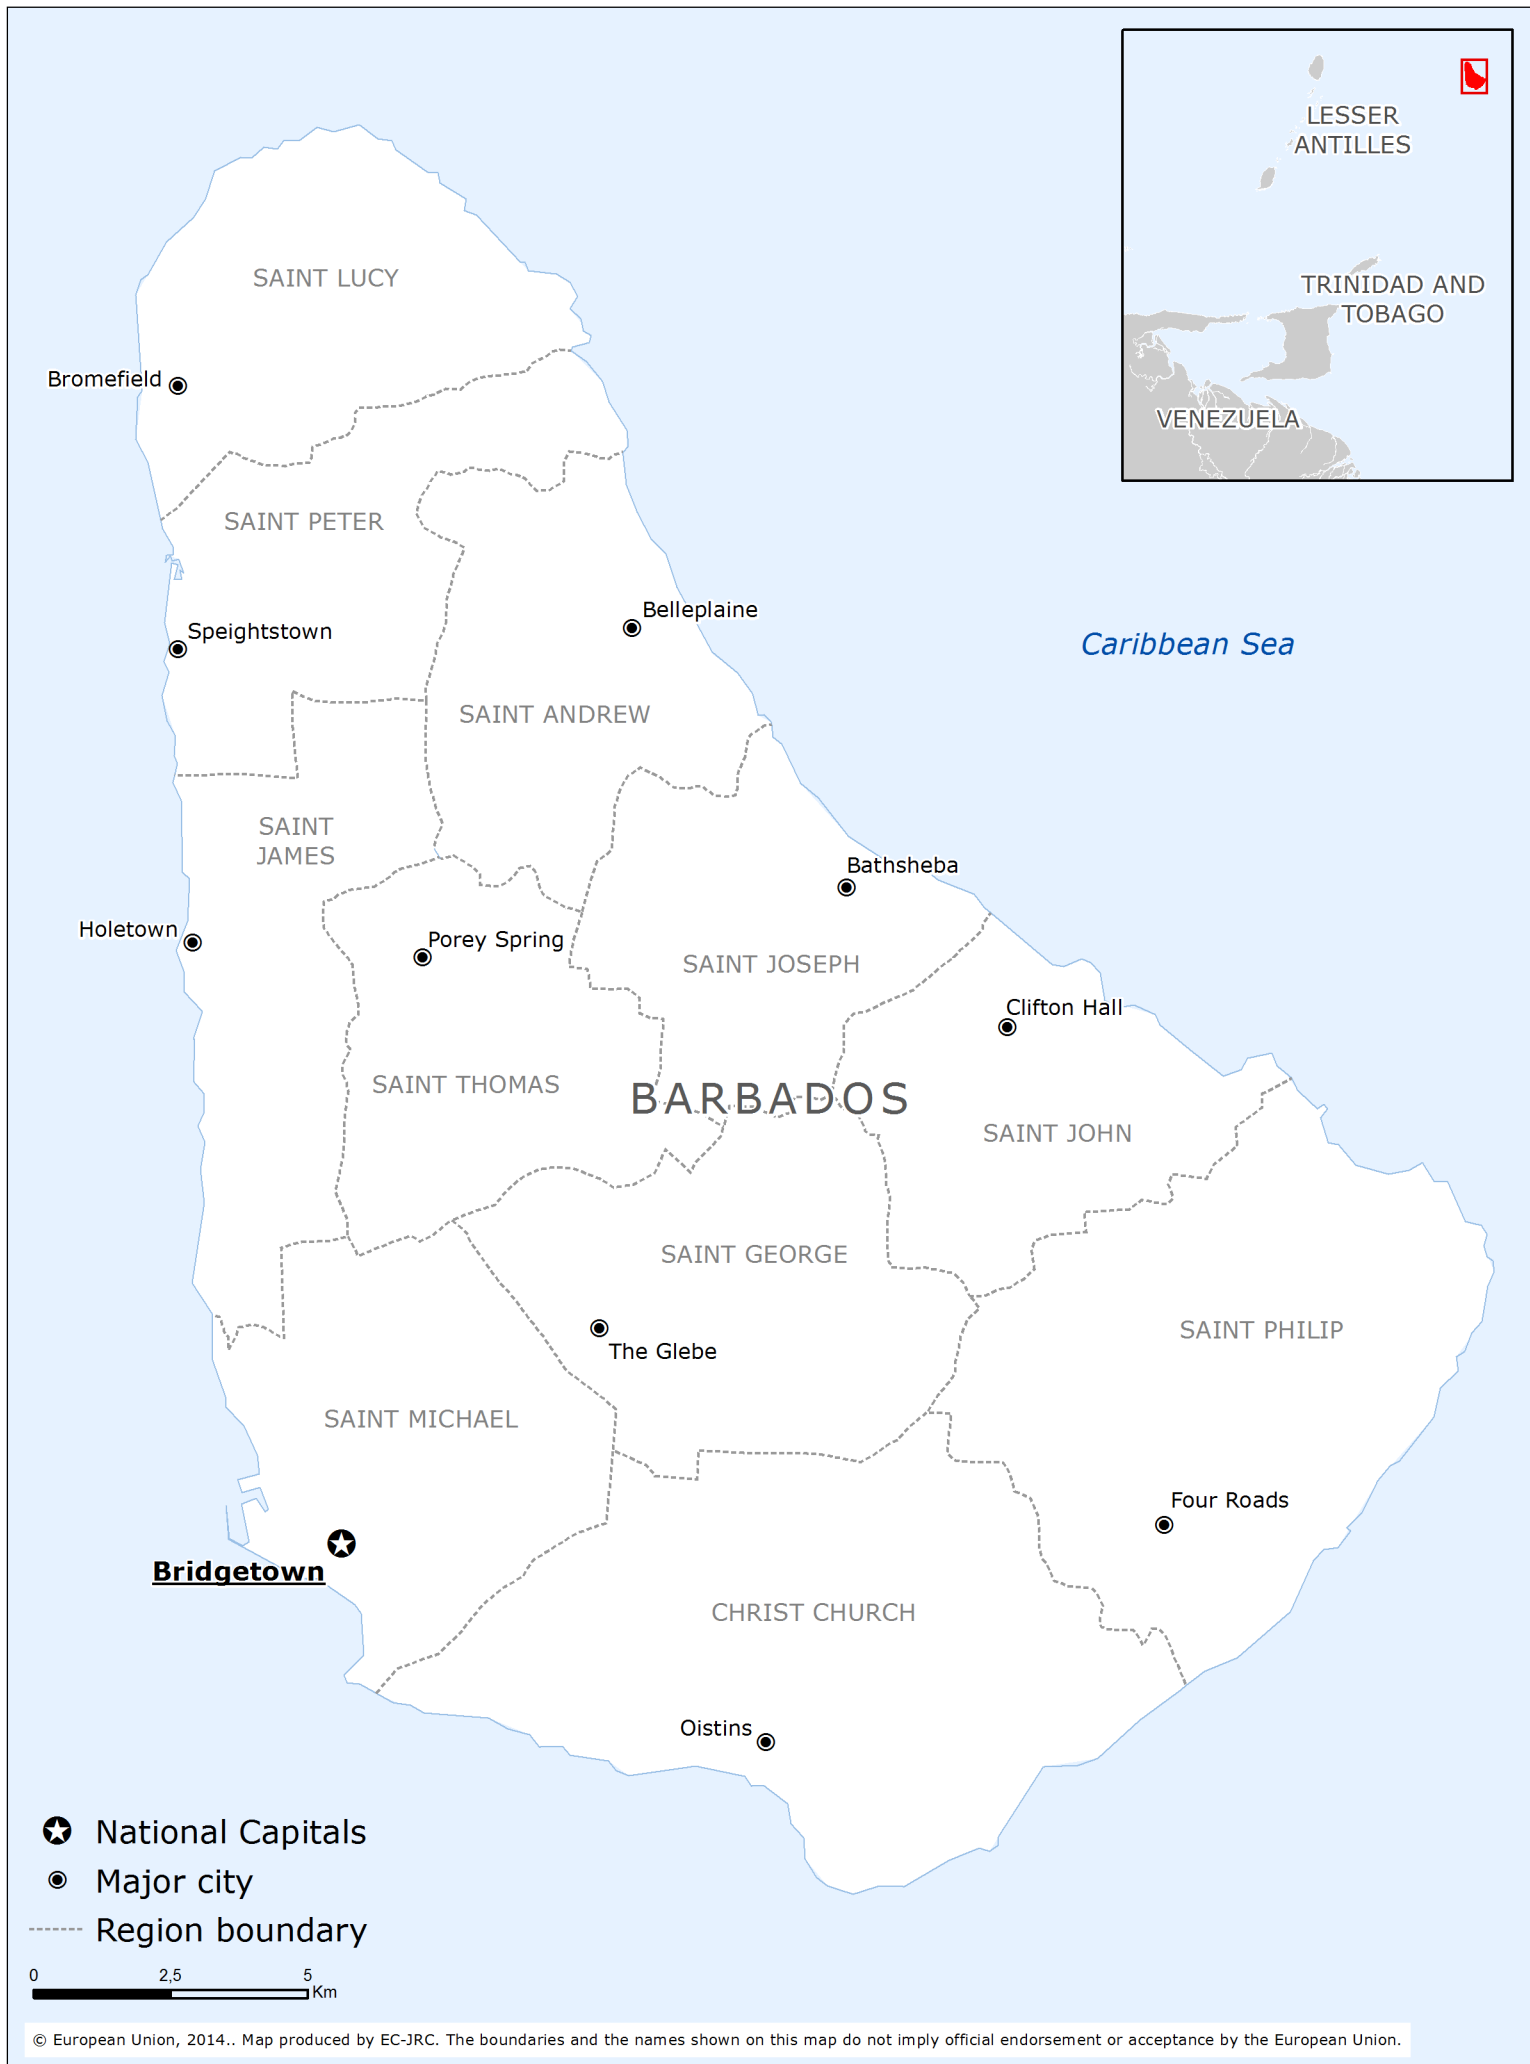 LESSER
ANTILLES
TRINIDAD AND
TOBAGO
VENEZUELA
SAINT LUCY
Bromefield
SAINT PETER
Speightstown
Belleplaine
Caribbean Sea
SAINT ANDREW
SAINT
JAMES
Bathsheba
Holetown
Porey Spring
SAINT JOSEPH
Clifton Hall
SAINT THOMAS
BARBADOS
SAINT JOHN
SAINT GEORGE
SAINT PHILIP
The Glebe
SAINT MICHAEL
Four Roads
Bridgetown
CHRIST CHURCH
Oistins
National Capitals
Major city
Region boundary
0 2,5 5
Km
© European Union, 2014.. Map produced by EC-JRC. The boundaries and the names shown on this map do not imply official endorsement or acceptance by the European Union.